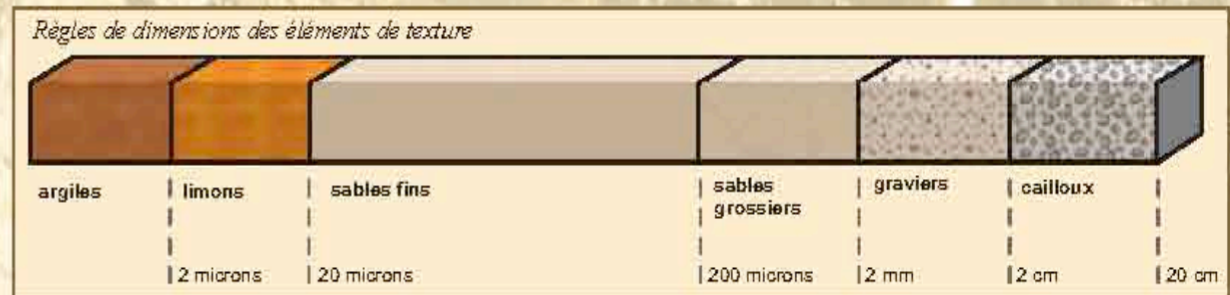 Règles de dimensions des éléments de texture
argiles
limons
sables fins
sables
grossiers
graviers
cailloux
2 microns
20 microns
200 microns
2 mm
2 cm
20 cm